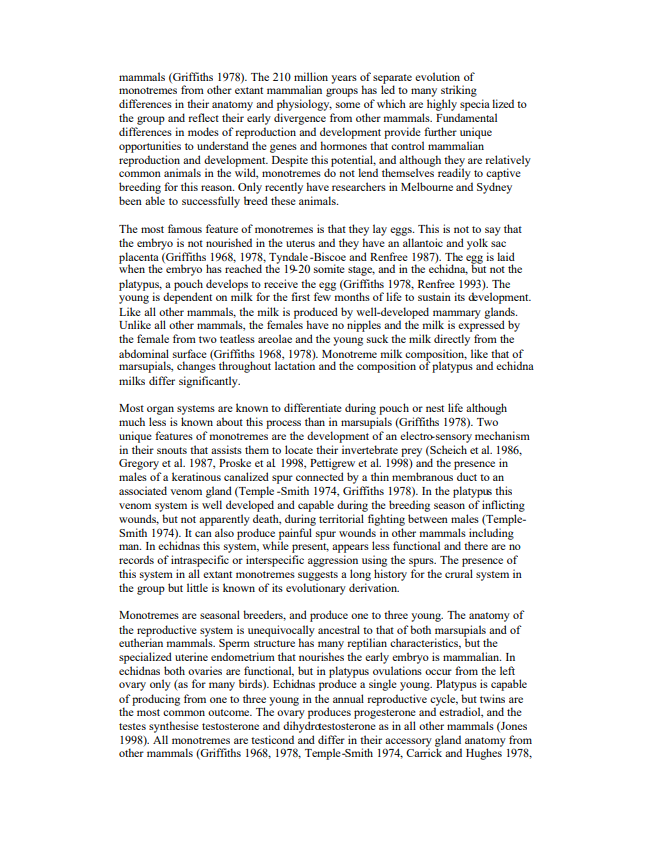 mammals (Griffiths 1978). The 210 million years of separate evolution of
monotremes from other extant mammalian groups has led to many striking
differences in their anatomy and physiology, some of which are highly specia lized to
the group and reflect their early divergence from other mammals. Fundamental
differences in modes of reproduction and development provide further unique
opportunities to understand the genes and hormones that control mammalian
reproduction and development. Despite this potential, and although they are relatively
common animals in the wild, monotremes do not lend themselves readily to captive
breeding for this reason. Only recently have researchers in Melbourne and Sydney
been able to successfully breed these animals.
The most famous feature of monotremes is that they lay eggs. This is not to say that
the embryo is not nourished in the uterus and they have an allantoic and yolk sac
placenta (Griffiths 1968, 1978, Tyndale-Biscoe and Renfree 1987). The egg is laid
when the embryo has reached the 19-20 somite stage, and in the echidna, but not the
platypus, a pouch develops to receive the egg (Griffiths 1978, Renfree 1993). The
young is dependent on milk for the first few months of life to sustain its development.
Like all other mammals, the milk is produced by well-developed mammary glands.
Unlike all other mammals, the females have no nipples and the milk is expressed by
the female from two teatless areolae and the young suck the milk directly from the
abdominal surface (Griffiths 1968, 1978). Monotreme milk composition, like that of
marsupials, changes throughout lactation and the composition of platypus and echidna
milks differ significantly.
Most organ systems are known to differentiate during pouch or nest life although
much less is known about this process than in marsupials (Griffiths 1978). Two
unique features of monotremes are the development of an electro-sensory mechanism
in their snouts that assists them to locate their invertebrate prey (Scheich et al. 1986,
Gregory et al. 1987, Proske et al. 1998, Pettigrew et al. 1998) and the presence in
males of a keratinous canalized spur connected by a thin membranous duct to an
associated venom gland (Temple-Smith 1974, Griffiths 1978). In the platypus this
venom system is well developed and capable during the breeding season of inflicting
wounds, but not apparently death, during territorial fighting between males (Temple-
Smith 1974). It can also produce painful spur wounds in other mammals including
man. In echidnas this system, while present, appears less functional and there are no
records of intraspecific or interspecific aggression using the spurs. The presence of
this system in all extant monotremes suggests a long history for the crural system in
the group but little is known of its evolutionary derivation.
Monotremes are seasonal breeders, and produce one to three young. The anatomy of
the reproductive system is unequivocally ancestral to that of both marsupials and of
eutherian mammals. Sperm structure has many reptilian characteristics, but the
specialized uterine endometrium that nourishes the early embryo is mammalian. In
echidnas both ovaries are functional, but in platypus ovulations occur from the left
ovary only (as for many birds). Echidnas produce a single young. Platypus is capable
of producing from one to three young in the annual reproductive cycle, but twins are
the most common outcome. The ovary produces progesterone and estradiol, and the
testes synthesise testosterone and dihydrotestosterone as in all other mammals (Jones
1998). All monotremes are testicond and differ in their accessory gland anatomy from
other mammals (Griffiths 1968, 1978, Temple-Smith 1974, Carrick and Hughes 1978,